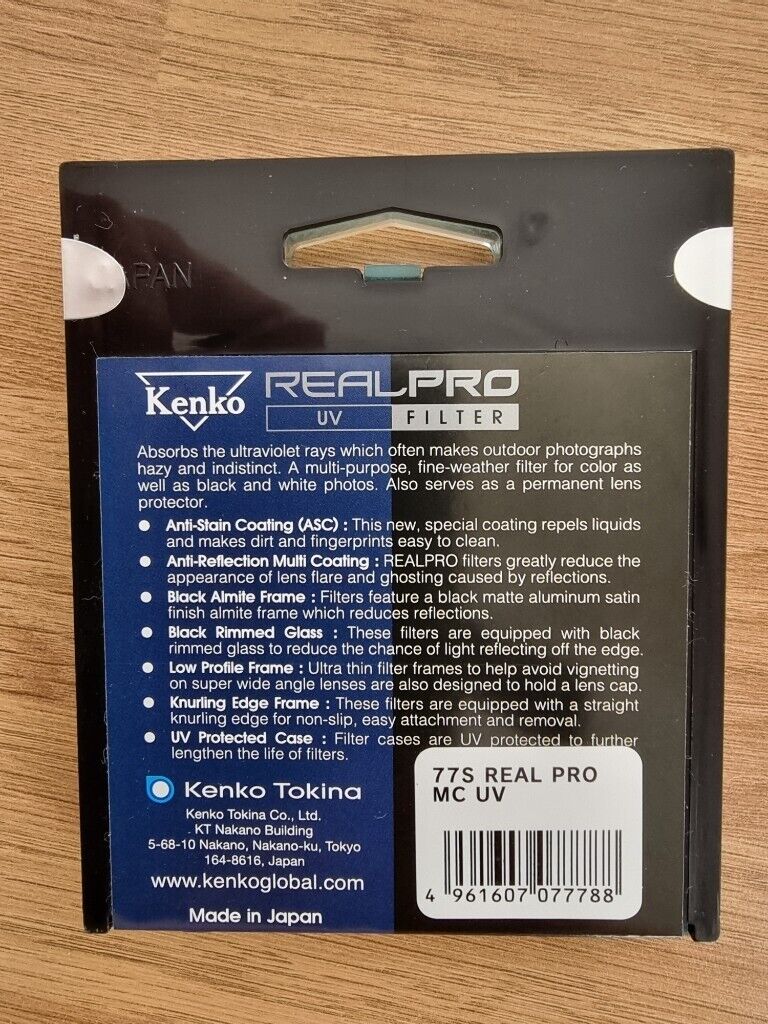 JAPAN
Kenko REALPRO
UV FILTER
Absorbs the ultraviolet rays which often makes outdoor photographs
hazy and indistinct. A multi-purpose, fine-weather filter for color as
well as black and white photos. Also serves as a permanent lens
protector.
● Anti-Stain Coating (ASC) : This new, special coating repels liquids
and makes dirt and fingerprints easy to clean.
● Anti-Reflection Multi Coating : REALPRO filters greatly reduce the
appearance of lens flare and ghosting caused by reflections.
● Black Almite Frame : Filters feature a black matte aluminum satin
finish almite frame which reduces reflections.
● Black Rimmed Glass : These filters are equipped with black
rimmed glass to reduce the chance of light reflecting off the edge.
● Low Profile Frame : Ultra thin filter frames to help avoid vignetting
on super wide angle lenses are also designed to hold a lens cap.
● Knurling Edge Frame : These filters are equipped with a straight
knurling edge for non-slip, easy attachment and removal.
● UV Protected Case : Filter cases are UV protected to further
lengthen the life of filters.
Kenko Tokina
Kenko Tokina Co., Ltd.
KT Nakano Building
5-68-10 Nakano, Nakano-ku, Tokyo
164-8616, Japan
www.kenkoglobal.com
Made in Japan
77S REAL PRO
MC UV
4 961607 077788